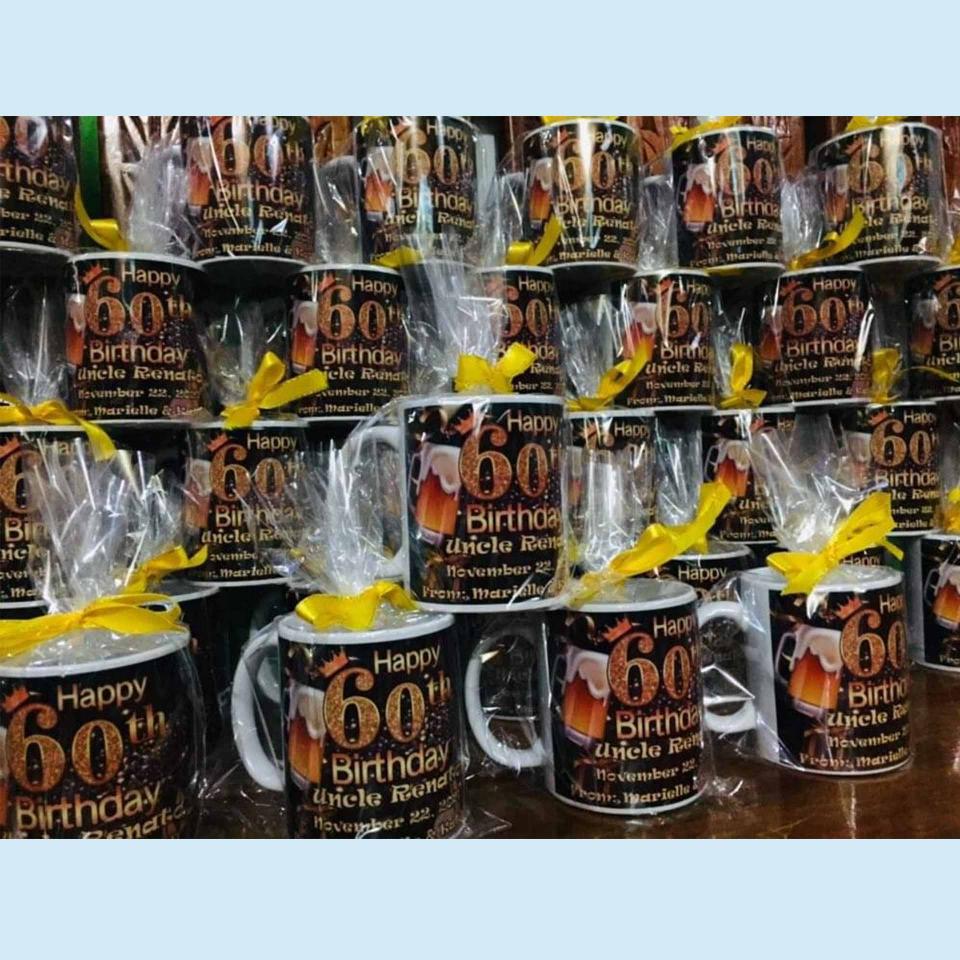 Happy
60th
Birthday
Uncle Renato
November 22,
From:, Marielle &